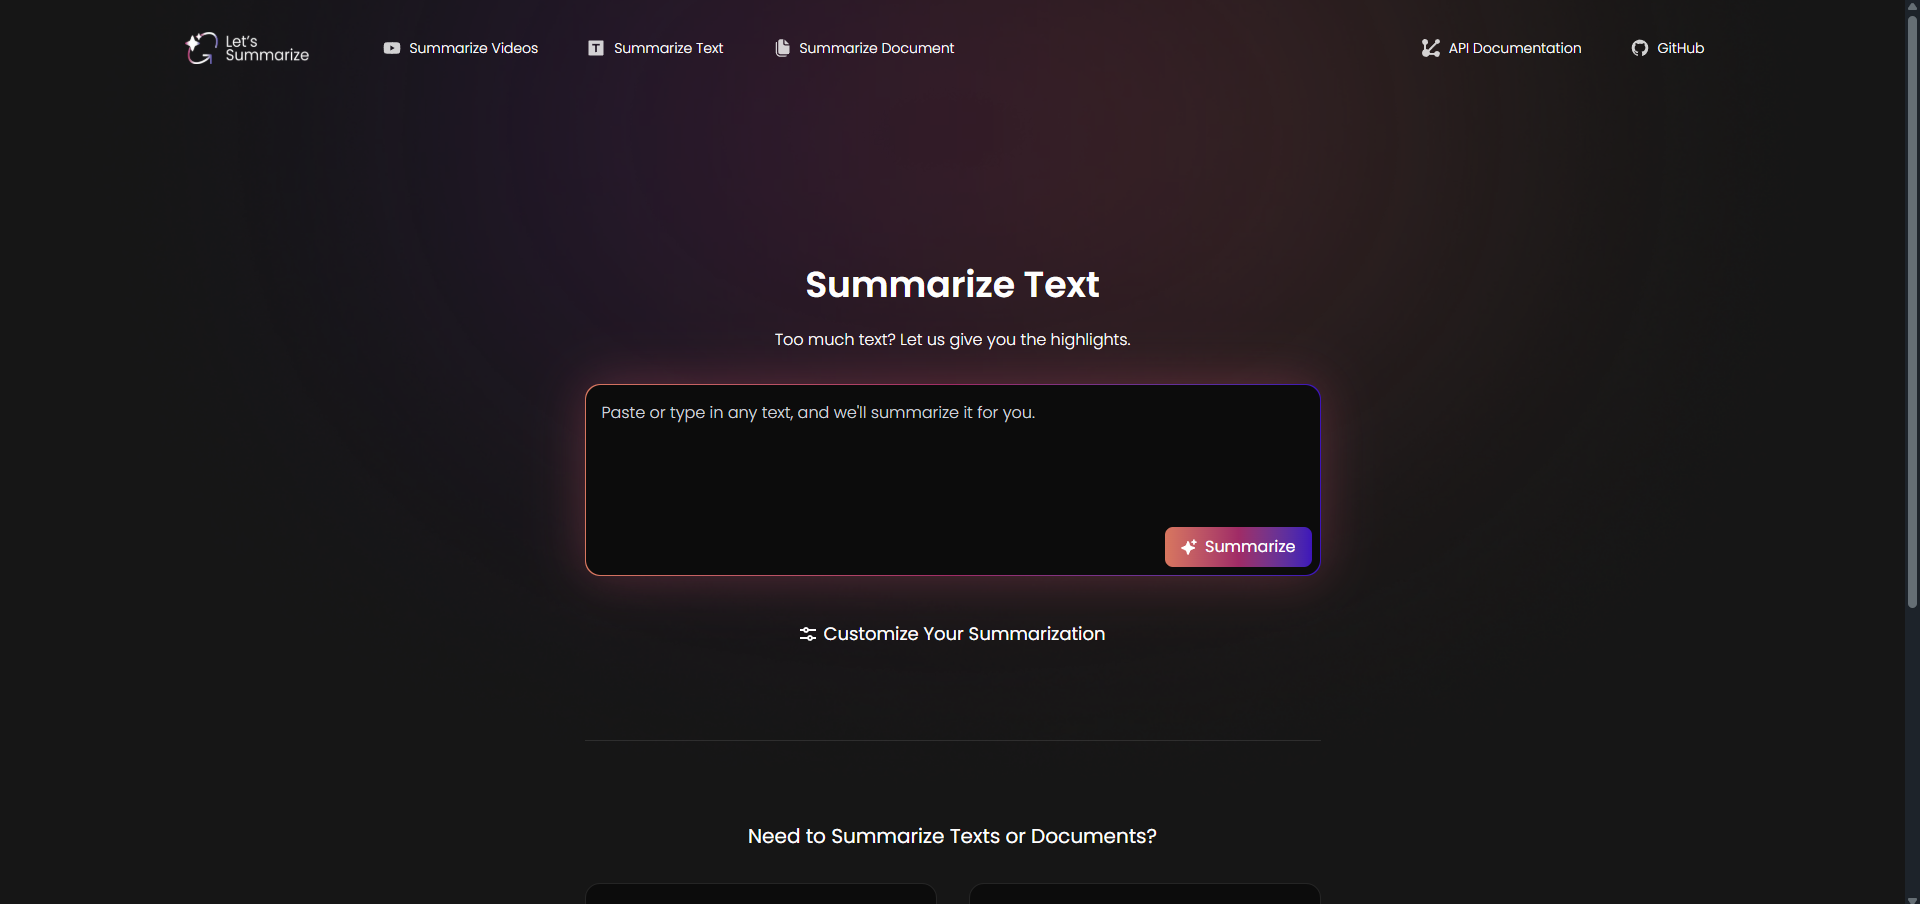 Let's
Summarize
Summarize Videos
Summarize Text
Summarize Document
API Documentation
GitHub
Summarize Text
Too much text? Let us give you the highlights.
Paste or type in any text, and we'll summarize it for you.
Summarize
Customize Your Summarization
Need to Summarize Texts or Documents?